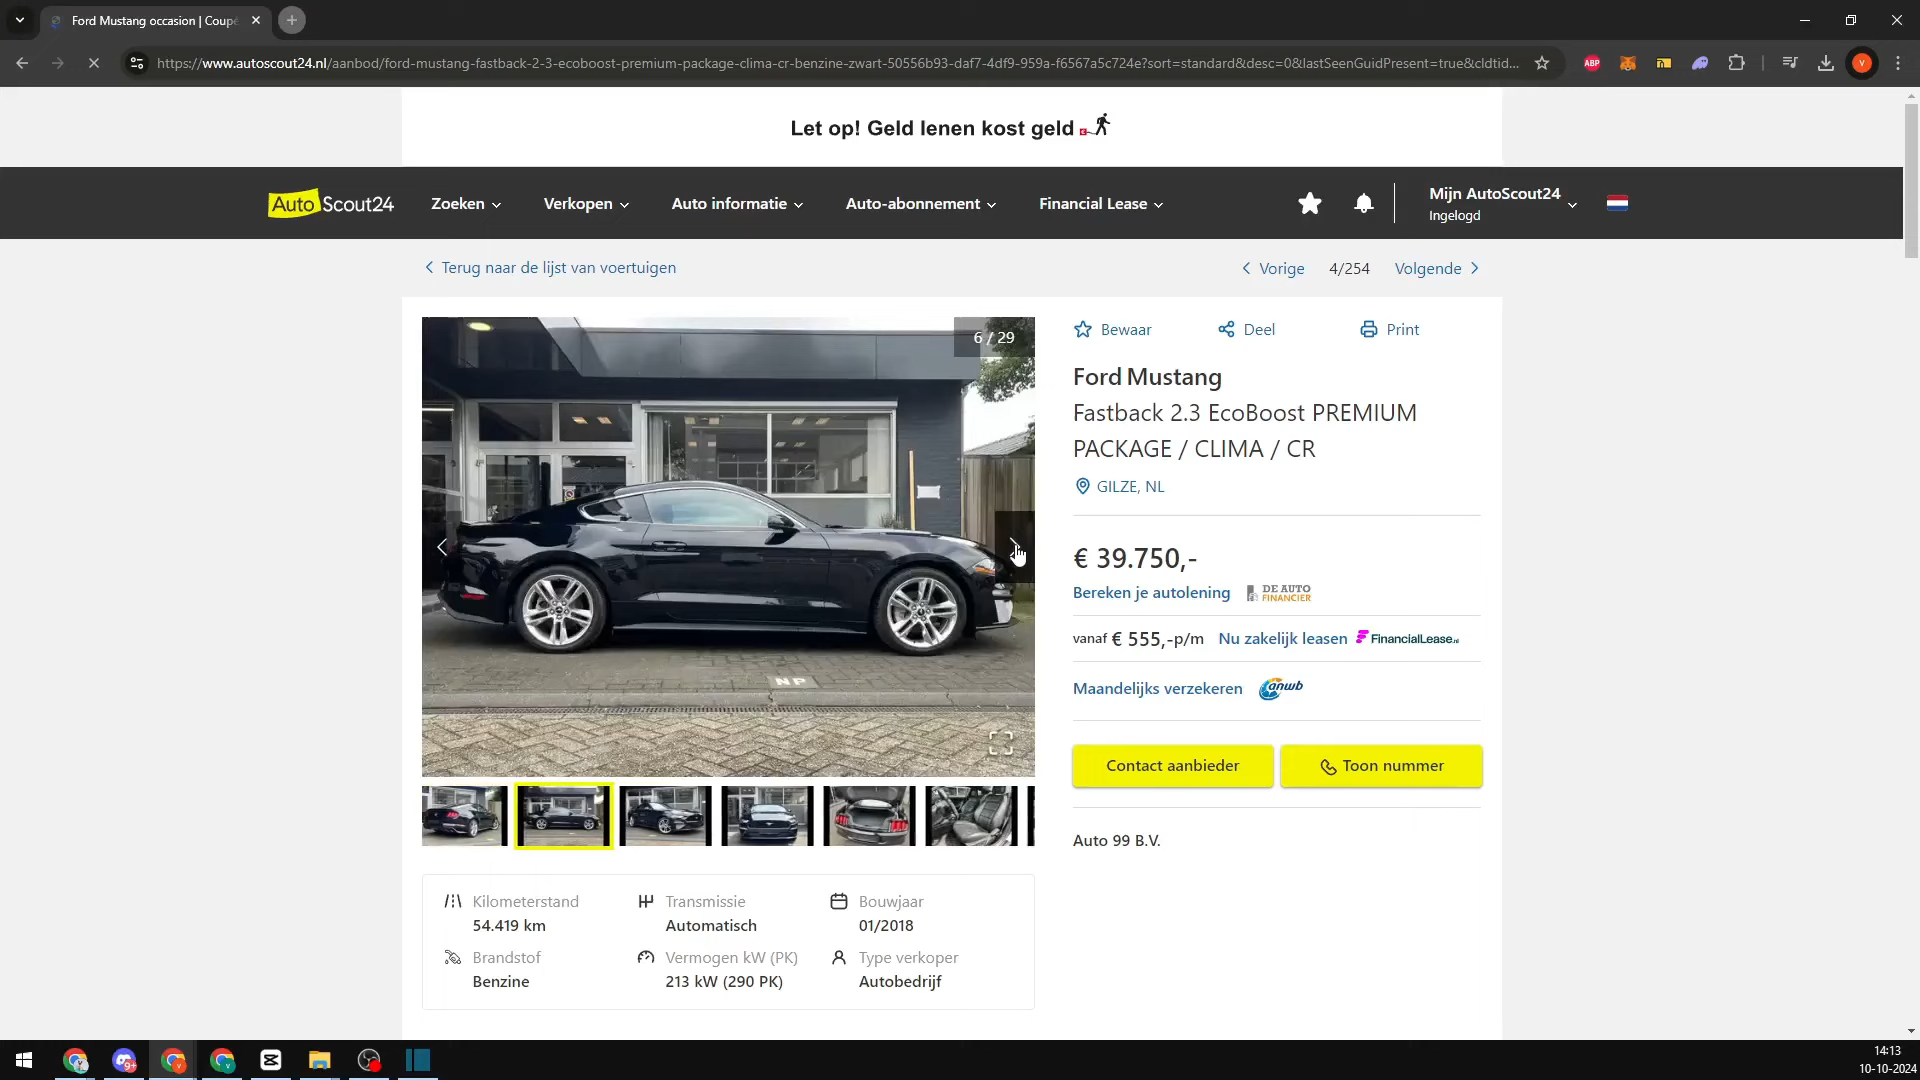 Ford Mustang occasion | Coupé
https://www.autoscout24.nl/aanbod/ford-mustang-fastback-2-3-ecoboost-premium-package-clima-cr-benzine-zwart-50556b93-daf7-4df9-959a-f6567a5c724e?sort=standard&desc=0&lastSeenGuidPresent=true&cldtid...
ABP
V
Let op! Geld lenen kost geld
AutoScout24
Zoeken
Verkopen
Auto informatie
Auto-abonnement
Financial Lease
Mijn AutoScout24
Ingelogd
Terug naar de lijst van voertuigen
Vorige
4/254
Volgende
6 / 29
NP
Bewaar
Deel
Print
Ford Mustang
Fastback 2.3 EcoBoost PREMIUM
PACKAGE / CLIMA / CR
GILZE, NL
€ 39.750,-
Bereken je autolening
DE AUTO
FINANCIER
vanaf € 555,-p/m
Nu zakelijk leasen
FinancialLease.nl
Maandelijks verzekeren
anwb
Contact aanbieder
Toon nummer
Auto 99 B.V.
Kilometerstand
54.419 km
Transmissie
Automatisch
Bouwjaar
01/2018
Brandstof
Benzine
Vermogen kW (PK)
213 kW (290 PK)
Type verkoper
Autobedrijf
9+
14:13
10-10-2024